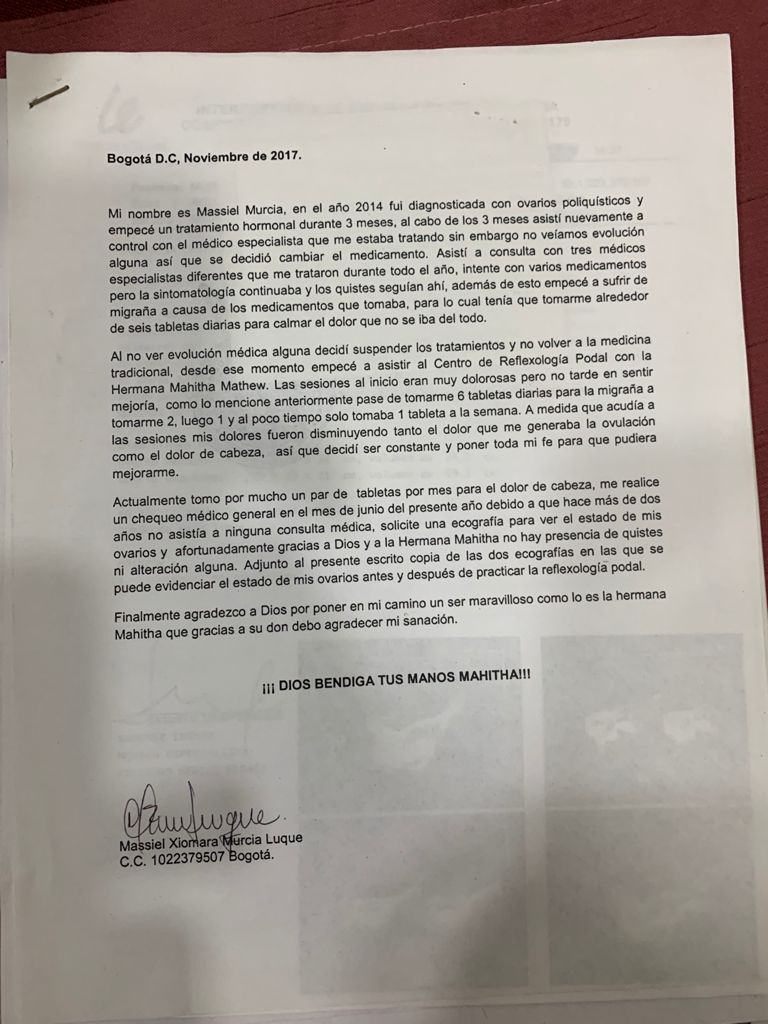 Bogotá D.C, Noviembre de 2017.
Mi nombre es Massiel Murcia, en el año 2014 fui diagnosticada con ovarios poliquísticos y
empecé un tratamiento hormonal durante 3 meses, al cabo de los 3 meses asistí nuevamente a
control con el médico especialista que me estaba tratando sin embargo no veíamos evolución
alguna así que se decidió cambiar el medicamento. Asistí a consulta con tres médicos
especialistas diferentes que me trataron durante todo el año, intente con varios medicamentos
pero la sintomatología continuaba y los quistes seguían ahí, además de esto empecé a sufrir de
migraña a causa de los medicamentos que tomaba, para lo cual tenía que tomarme alrededor
de seis tabletas diarias para calmar el dolor que no se iba del todo.
Al no ver evolución médica alguna decidí suspender los tratamientos y no volver a la medicina
tradicional, desde ese momento empecé a asistir al Centro de Reflexología Podal con la
Hermana Mahitha Mathew. Las sesiones al inicio eran muy dolorosas pero no tarde en sentir
mejoría, como lo mencione anteriormente pase de tomarme 6 tabletas diarias para la migraña a
tomarme 2, luego 1 y al poco tiempo solo tomaba 1 tableta a la semana. A medida que acudía a
las sesiones mis dolores fueron disminuyendo tanto el dolor que me generaba la ovulación
como el dolor de cabeza, así que decidí ser constante y poner toda mi fe para que pudiera
mejorarme.
Actualmente tomo por mucho un par de tabletas por mes para el dolor de cabeza, me realice
un chequeo médico general en el mes de junio del presente año debido a que hace más de dos
años no asistía a ninguna consulta médica, solicite una ecografía para ver el estado de mis
ovarios y afortunadamente gracias a Dios y a la Hermana Mahitha no hay presencia de quistes
ni alteración alguna. Adjunto al presente escrito copia de las dos ecografías en las que se
puede evidenciar el estado de mis ovarios antes y después de practicar la reflexología podal.
Finalmente agradezco a Dios por poner en mi camino un ser maravilloso como lo es la hermana
Mahitha que gracias a su don debo agradecer mi sanación.
¡¡¡ DIOS BENDIGA TUS MANOS MAHITHA!!!
Massiel Xiomara Murcia Luque
C.C. 1022379507 Bogotá.